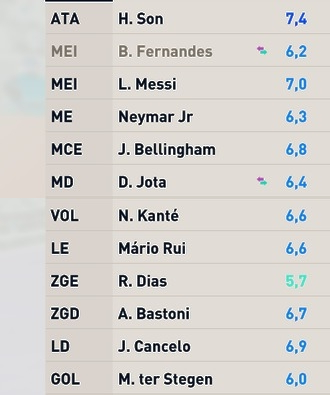 ATA H. Son 7,4
MEI B. Fernandes 6,2
MEI L. Messi 7,0
ME Neymar Jr 6,3
MCE J. Bellingham 6,8
MD D. Jota 6,4
VOL N. Kanté 6,6
LE Mário Rui 6,6
ZGE R. Dias 5,7
ZGD A. Bastoni 6,7
LD J. Cancelo 6,9
GOL M. ter Stegen 6,0